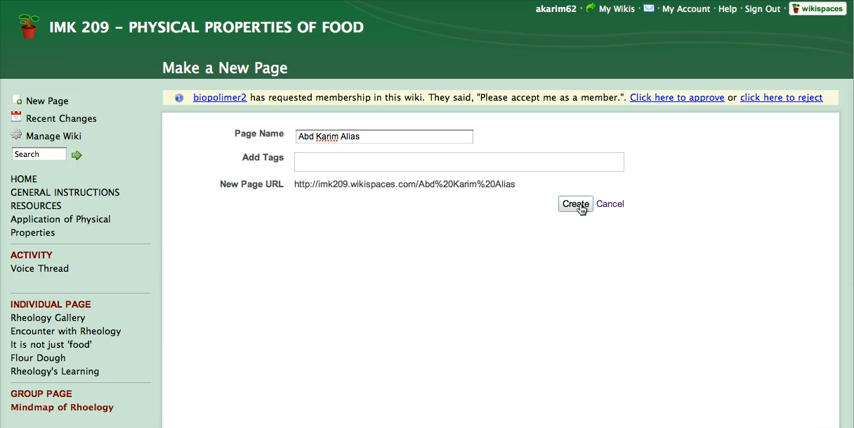 IMK 209 - PHYSICAL PROPERTIES OF FOOD
akarim62 · My Wikis · My Account · Help · Sign Out · wikispaces
Make a New Page
biopolimer2 has requested membership in this wiki. They said, "Please accept me as a member.". Click here to approve or click here to reject
New Page
Recent Changes
Manage Wiki
Search
HOME
GENERAL INSTRUCTIONS
RESOURCES
Application of Physical
Properties
ACTIVITY
Voice Thread
INDIVIDUAL PAGE
Rheology Gallery
Encounter with Rheology
It is not just 'food'
Flour Dough
Rheology's Learning
GROUP PAGE
Mindmap of Rhoelogy
Page Name Abd Karim Alias
Add Tags
New Page URL http://imk209.wikispaces.com/Abd%20Karim%20Alias
Create Cancel